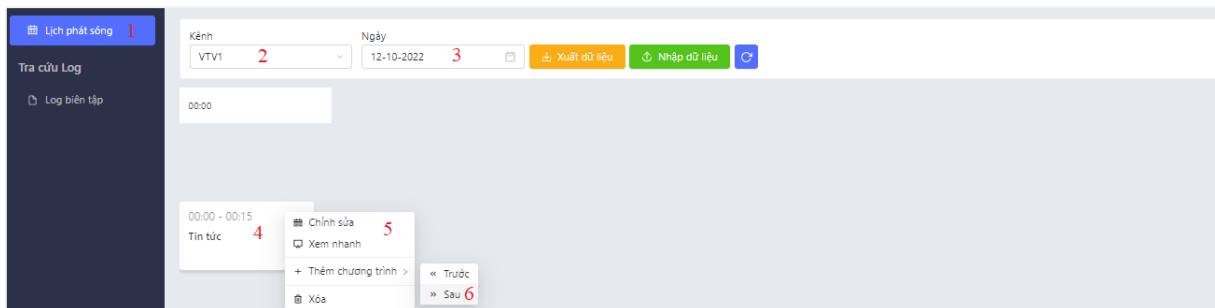 Lịch phát sóng 1
Tra cứu Log
Log biên tập
Kênh
Ngày
VTV1 2
12-10-2022 3
Xuất dữ liệu
Nhập dữ liệu
00:00
00:00 - 00:15
Tin tức 4
Chỉnh sửa
5
Xem nhanh
+ Thêm chương trình >
« Trước
» Sau 6
Xóa